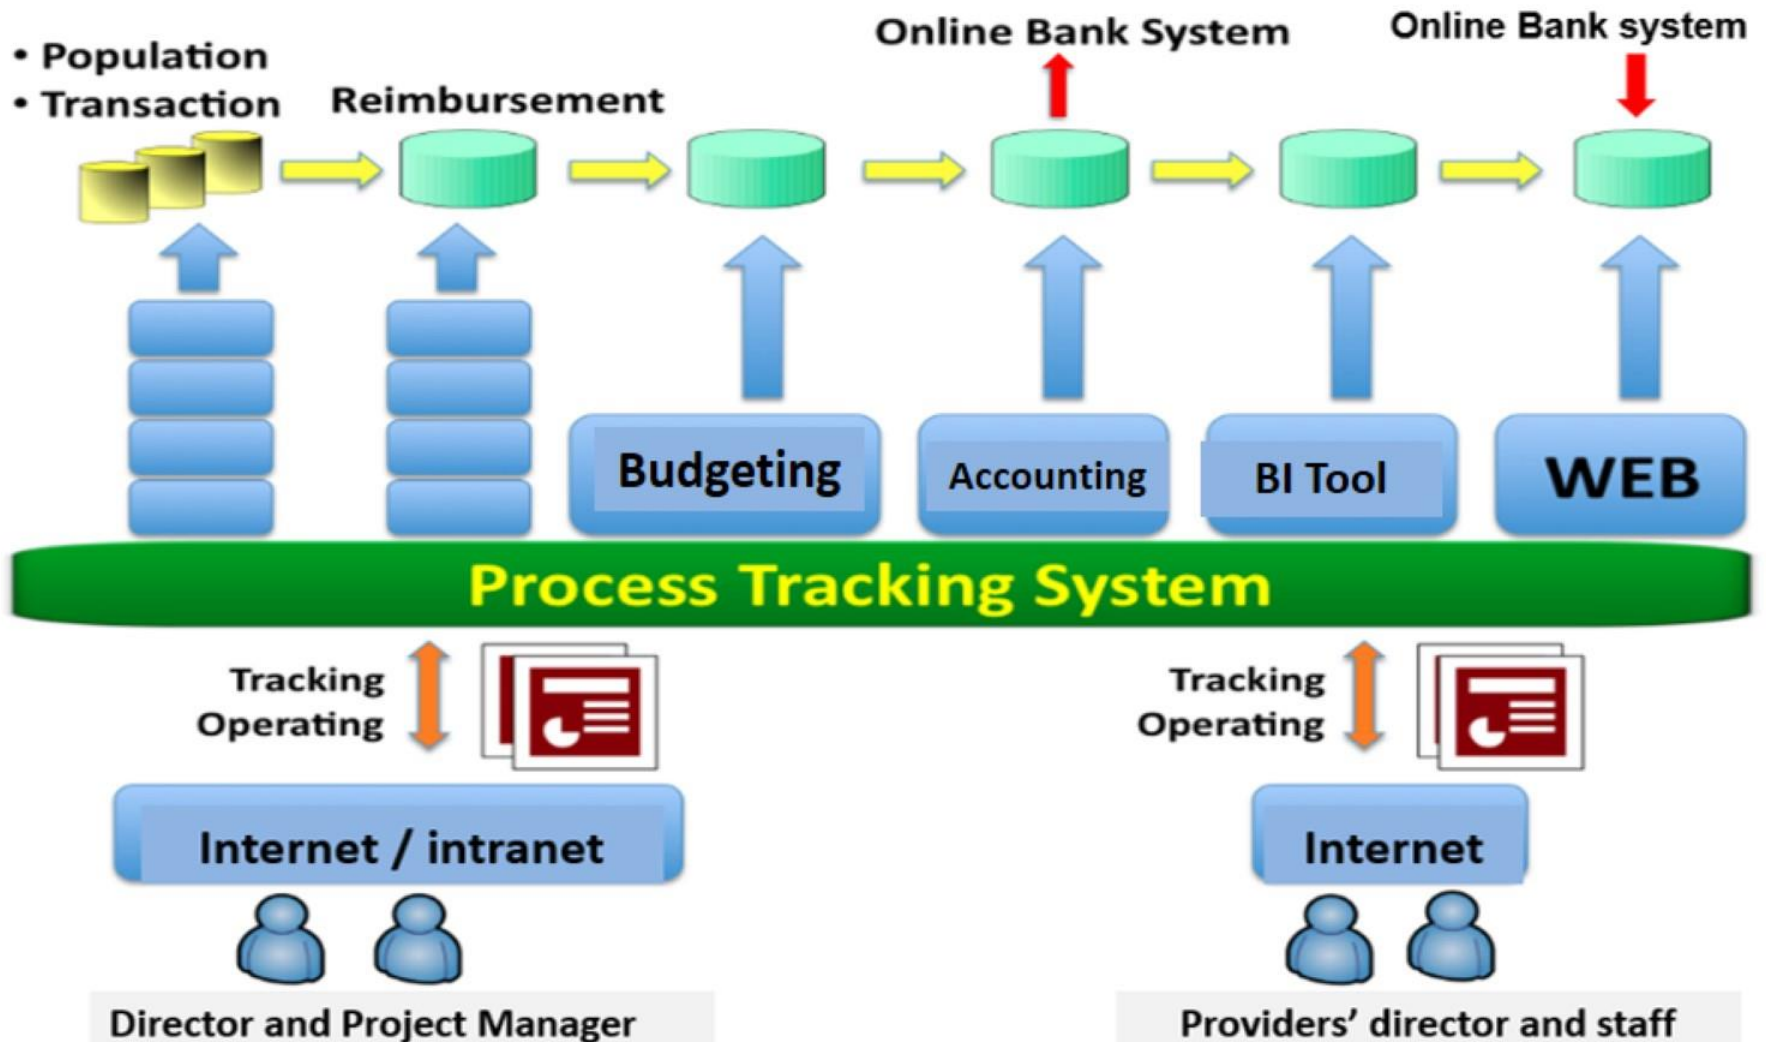 Online Bank System
Online Bank system
• Population
• Transaction
Reimbursement
Budgeting
Accounting
BI Tool
WEB
Process Tracking System
Tracking
Operating
Tracking
Operating
Internet / intranet
Internet
Director and Project Manager
Providers’ director and staff